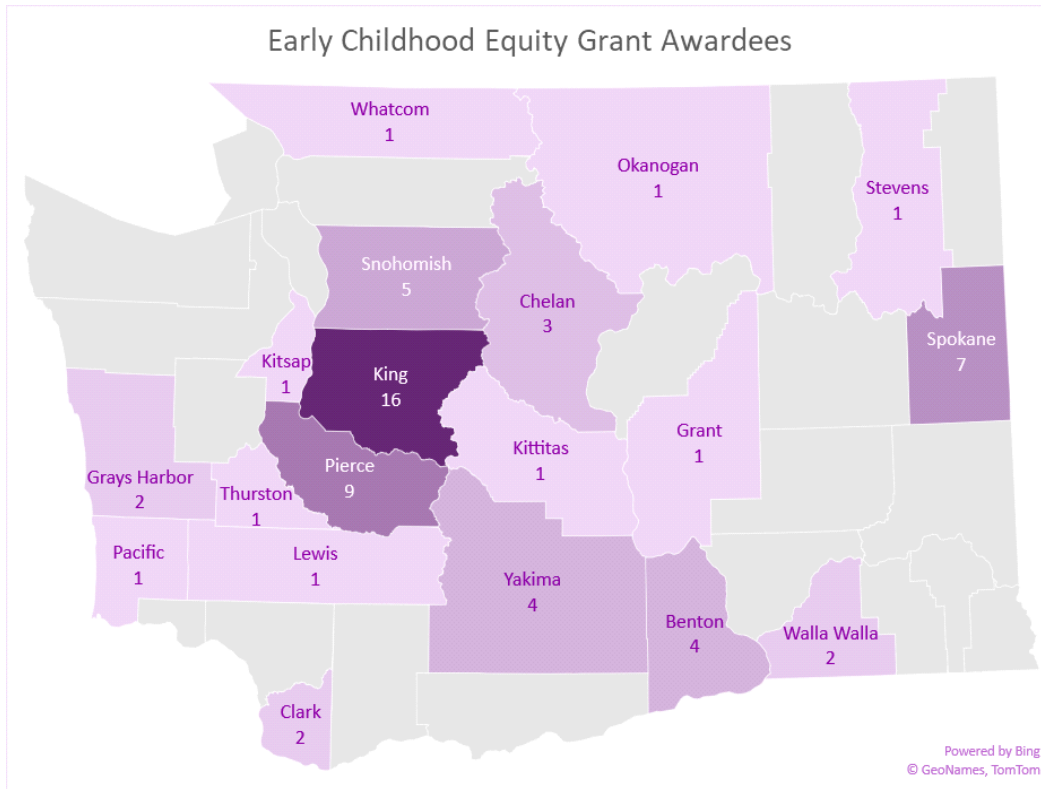 Early Childhood Equity Grant Awardees
Whatcom
1
Okanogan
1
Stevens
1
Snohomish
5
Chelan
3
Spokane
7
Kitsap
1
King
16
Grant
1
Kittitas
1
Pierce
9
Grays Harbor
2
Thurston
1
Pacific
1
Lewis
1
Yakima
4
Benton
4
Walla Walla
2
Clark
2
Powered by Bing
© GeoNames, TomTom